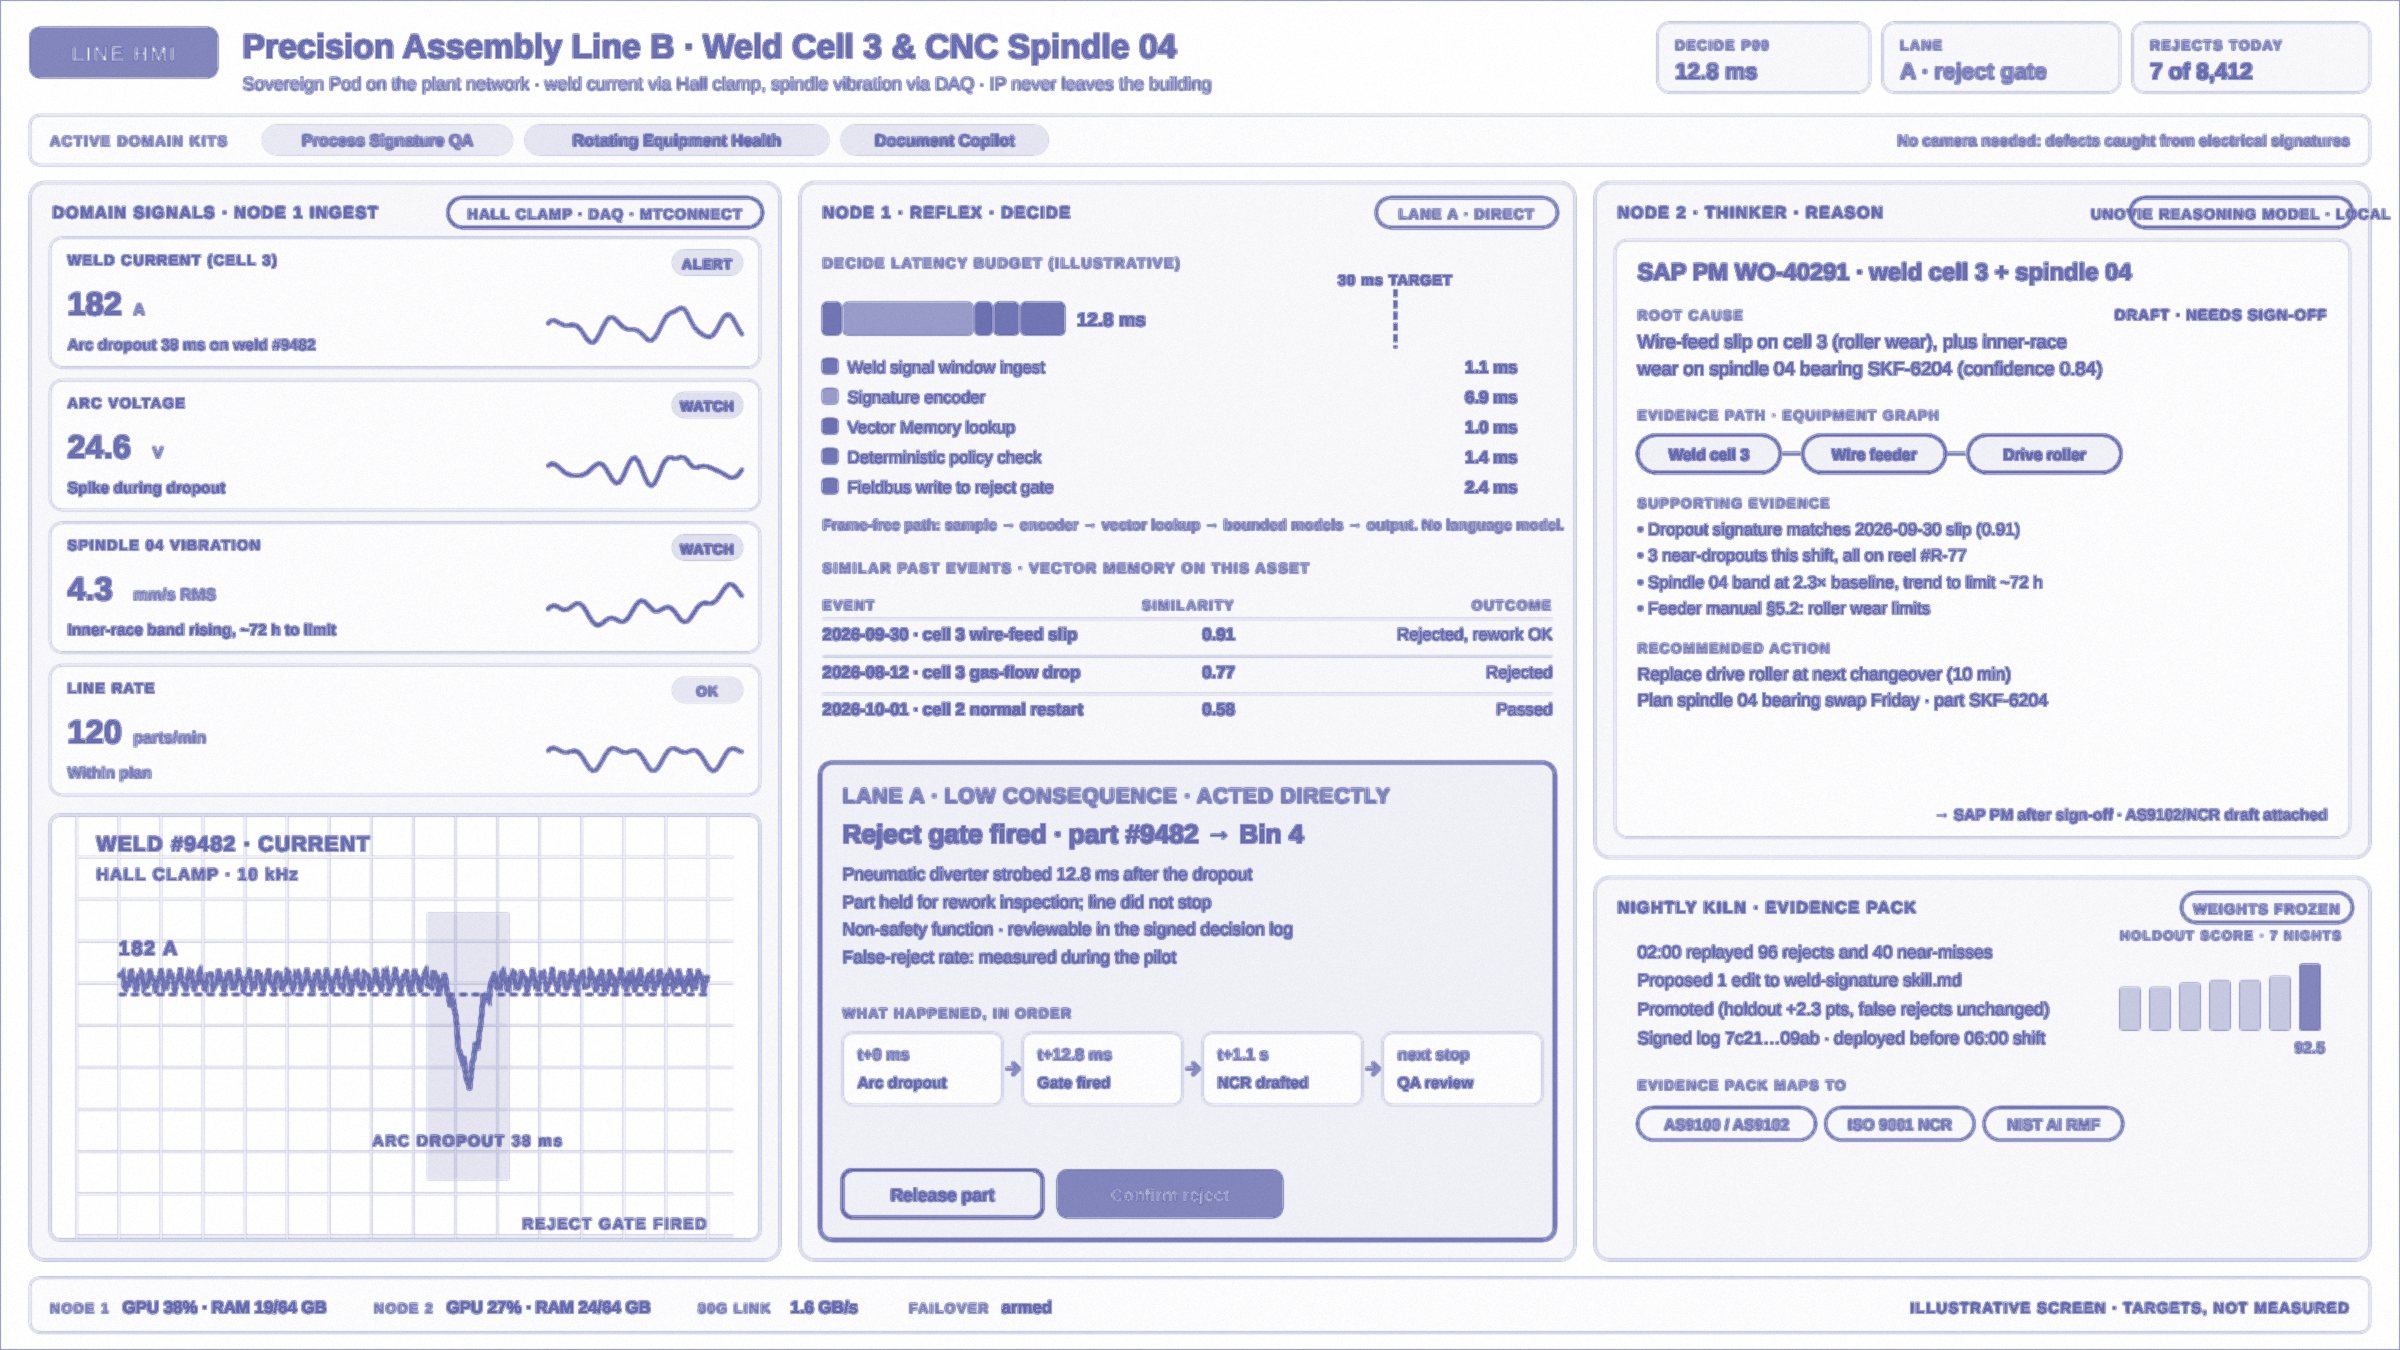 LINE HMI
Precision Assembly Line B · Weld Cell 3 & CNC Spindle 04
Sovereign Pod on the plant network · weld current via Hall clamp, spindle vibration via DAQ · IP never leaves the building
DECIDE P99
12.8 ms
LANE
A · reject gate
REJECTS TODAY
7 of 8,412
ACTIVE DOMAIN KITS
Process Signature QA
Rotating Equipment Health
Document Copilot
No camera needed: defects caught from electrical signatures
DOMAIN SIGNALS · NODE 1 INGEST
HALL CLAMP · DAQ · MTCONNECT
WELD CURRENT (CELL 3)
ALERT
182 A
Arc dropout 38 ms on weld #9482
ARC VOLTAGE
WATCH
24.6 V
Spike during dropout
SPINDLE 04 VIBRATION
WATCH
4.3 mm/s RMS
Inner-race band rising, ~72 h to limit
LINE RATE
OK
120 parts/min
Within plan
WELD #9482 · CURRENT
HALL CLAMP · 10 kHz
182 A
ARC DROPOUT 38 ms
REJECT GATE FIRED
NODE 1 · REFLEX · DECIDE
LANE A · DIRECT
DECIDE LATENCY BUDGET (ILLUSTRATIVE)
30 ms TARGET
12.8 ms
Weld signal window ingest 1.1 ms
Signature encoder 6.9 ms
Vector Memory lookup 1.0 ms
Deterministic policy check 1.4 ms
Fieldbus write to reject gate 2.4 ms
Frame-free path: sample → encoder → vector lookup → bounded models → output. No language model.
SIMILAR PAST EVENTS · VECTOR MEMORY ON THIS ASSET
EVENT SIMILARITY OUTCOME
2026-09-30 · cell 3 wire-feed slip 0.91 Rejected, rework OK
2026-08-12 · cell 3 gas-flow drop 0.77 Rejected
2026-10-01 · cell 2 normal restart 0.58 Passed
LANE A · LOW CONSEQUENCE · ACTED DIRECTLY
Reject gate fired · part #9482 → Bin 4
Pneumatic diverter strobed 12.8 ms after the dropout
Part held for rework inspection; line did not stop
Non-safety function · reviewable in the signed decision log
False-reject rate: measured during the pilot
WHAT HAPPENED, IN ORDER
t+0 ms
Arc dropout
t+12.8 ms
Gate fired
t+1.1 s
NCR drafted
next stop
QA review
Release part
Confirm reject
NODE 2 · THINKER · REASON
UNOVIE REASONING MODEL · LOCAL
SAP PM WO-40291 · weld cell 3 + spindle 04
ROOT CAUSE
DRAFT · NEEDS SIGN-OFF
Wire-feed slip on cell 3 (roller wear), plus inner-race
wear on spindle 04 bearing SKF-6204 (confidence 0.84)
EVIDENCE PATH · EQUIPMENT GRAPH
Weld cell 3
Wire feeder
Drive roller
SUPPORTING EVIDENCE
• Dropout signature matches 2026-09-30 slip (0.91)
• 3 near-dropouts this shift, all on reel #R-77
• Spindle 04 band at 2.3× baseline, trend to limit ~72 h
• Feeder manual §5.2: roller wear limits
RECOMMENDED ACTION
Replace drive roller at next changeover (10 min)
Plan spindle 04 bearing swap Friday · part SKF-6204
→ SAP PM after sign-off · AS9102/NCR draft attached
NIGHTLY KILN · EVIDENCE PACK
WEIGHTS FROZEN
HOLDOUT SCORE · 7 NIGHTS
02:00 replayed 96 rejects and 40 near-misses
Proposed 1 edit to weld-signature skill.md
Promoted (holdout +2.3 pts, false rejects unchanged)
Signed log 7c21…09ab · deployed before 06:00 shift
92.5
EVIDENCE PACK MAPS TO
AS9100 / AS9102
ISO 9001 NCR
NIST AI RMF
NODE 1 GPU 38% · RAM 19/64 GB
NODE 2 GPU 27% · RAM 24/64 GB
80G LINK 1.6 GB/s
FAILOVER armed
ILLUSTRATIVE SCREEN · TARGETS, NOT MEASURED